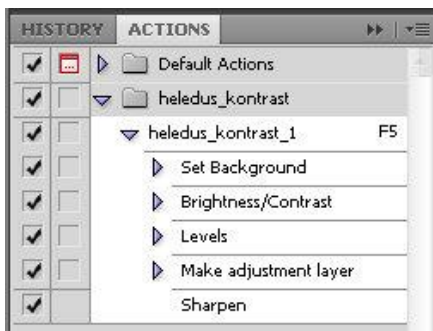 HISTORY ACTIONS
Default Actions
heledus_kontrast
heledus_kontrast_1 F5
Set Background
Brightness/Contrast
Levels
Make adjustment layer
Sharpen